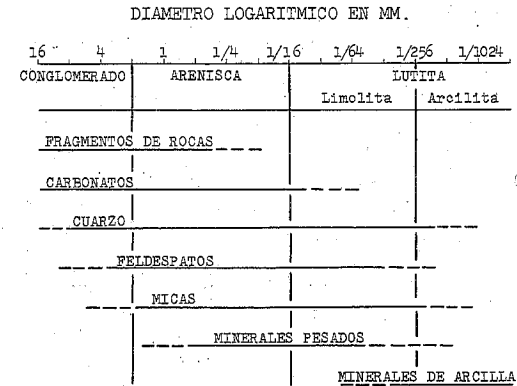 DIAMETRO LOGARITMICO EN MM.
16 4 1 1/4 1/16 1/64 1/256 1/1024
CONGLOMERADO ARENISCA LUTITA
Limolita Arcilita
FRAGMENTOS DE ROCAS
CARBONATOS
CUARZO
FELDESPATOS
MICAS
MINERALES PESADOS
MINERALES DE ARCILLA